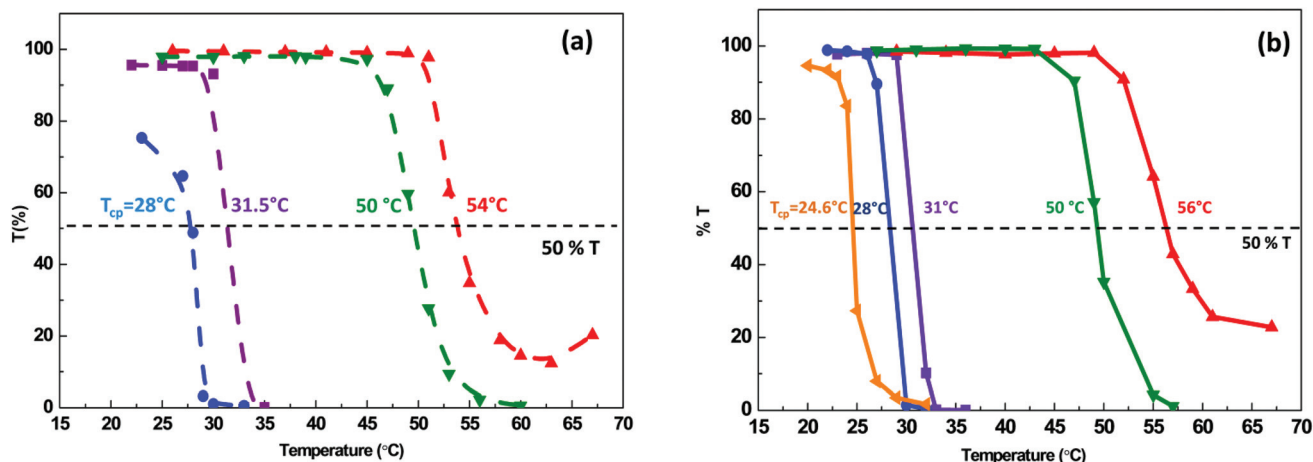 (a)
100
80
60
40
20
0
T(%)
T_cp=28°C
31.5°C
50 °C
54°C
50 % T
15 20 25 30 35 40 45 50 55 60 65 70
Temperature (°C)
(b)
100
80
60
40
20
0
% T
T_cp=24.6°C
28°C
31°C
50 °C
56°C
50 % T
15 20 25 30 35 40 45 50 55 60 65 70
Temperature (°C)